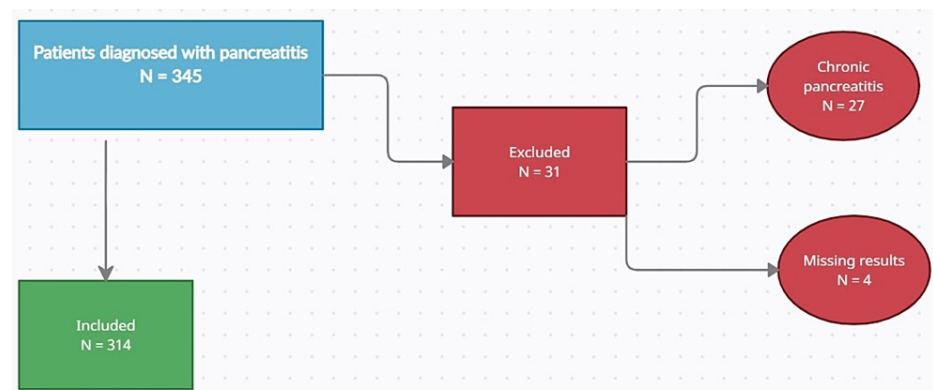 Patients diagnosed with pancreatitis
N = 345
Excluded
N = 31
Chronic
pancreatitis
N = 27
Missing results
N = 4
Included
N = 314